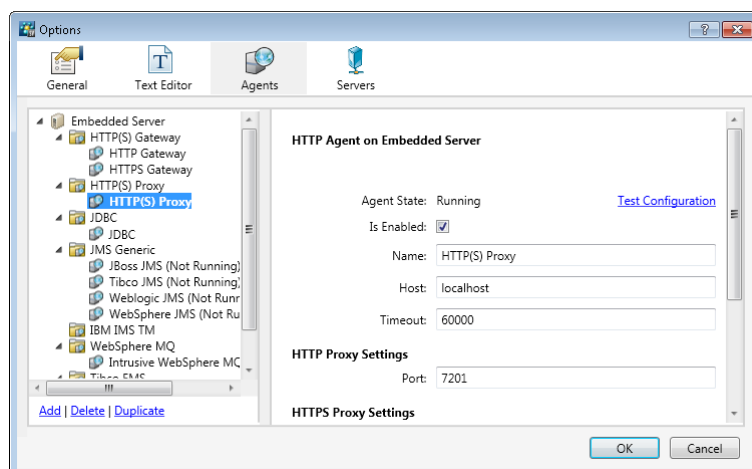 Options
General
Text Editor
Agents
Servers
Embedded Server
HTTP(S) Gateway
HTTP Gateway
HTTPS Gateway
HTTP(S) Proxy
HTTP(S) Proxy
JDBC
JDBC
JMS Generic
JBoss JMS (Not Running)
Tibco JMS (Not Running)
Weblogic JMS (Not Runr
WebSphere JMS (Not Ru
IBM IMS TM
WebSphere MQ
Intrusive WebSphere MQ
Tibco EMS
Add | Delete | Duplicate
HTTP Agent on Embedded Server
Agent State: Running Test Configuration
Is Enabled:
Name: HTTP(S) Proxy
Host: localhost
Timeout: 60000
HTTP Proxy Settings
Port: 7201
HTTPS Proxy Settings
OK Cancel